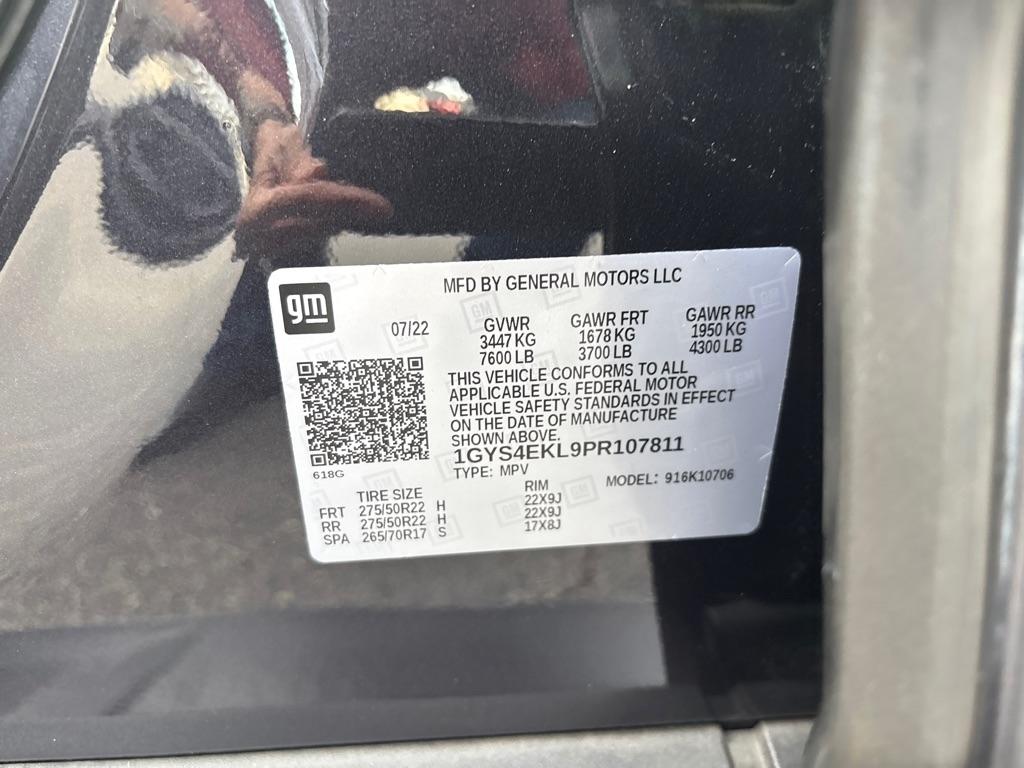 MFD BY GENERAL MOTORS LLC
gm
07/22
GVWR
3447 KG
7600 LB
GAWR FRT
1678 KG
3700 LB
GAWR RR
1950 KG
4300 LB
THIS VEHICLE CONFORMS TO ALL
APPLICABLE U.S. FEDERAL MOTOR
VEHICLE SAFETY STANDARDS IN EFFECT
ON THE DATE OF MANUFACTURE
SHOWN ABOVE.
1GYS4EKL9PR107811
618G
TYPE: MPV
MODEL: 916K10706
TIRE SIZE RIM
FRT 275/50R22 H 22X9J
RR 275/50R22 H 22X9J
SPA 265/70R17 S 17X8J